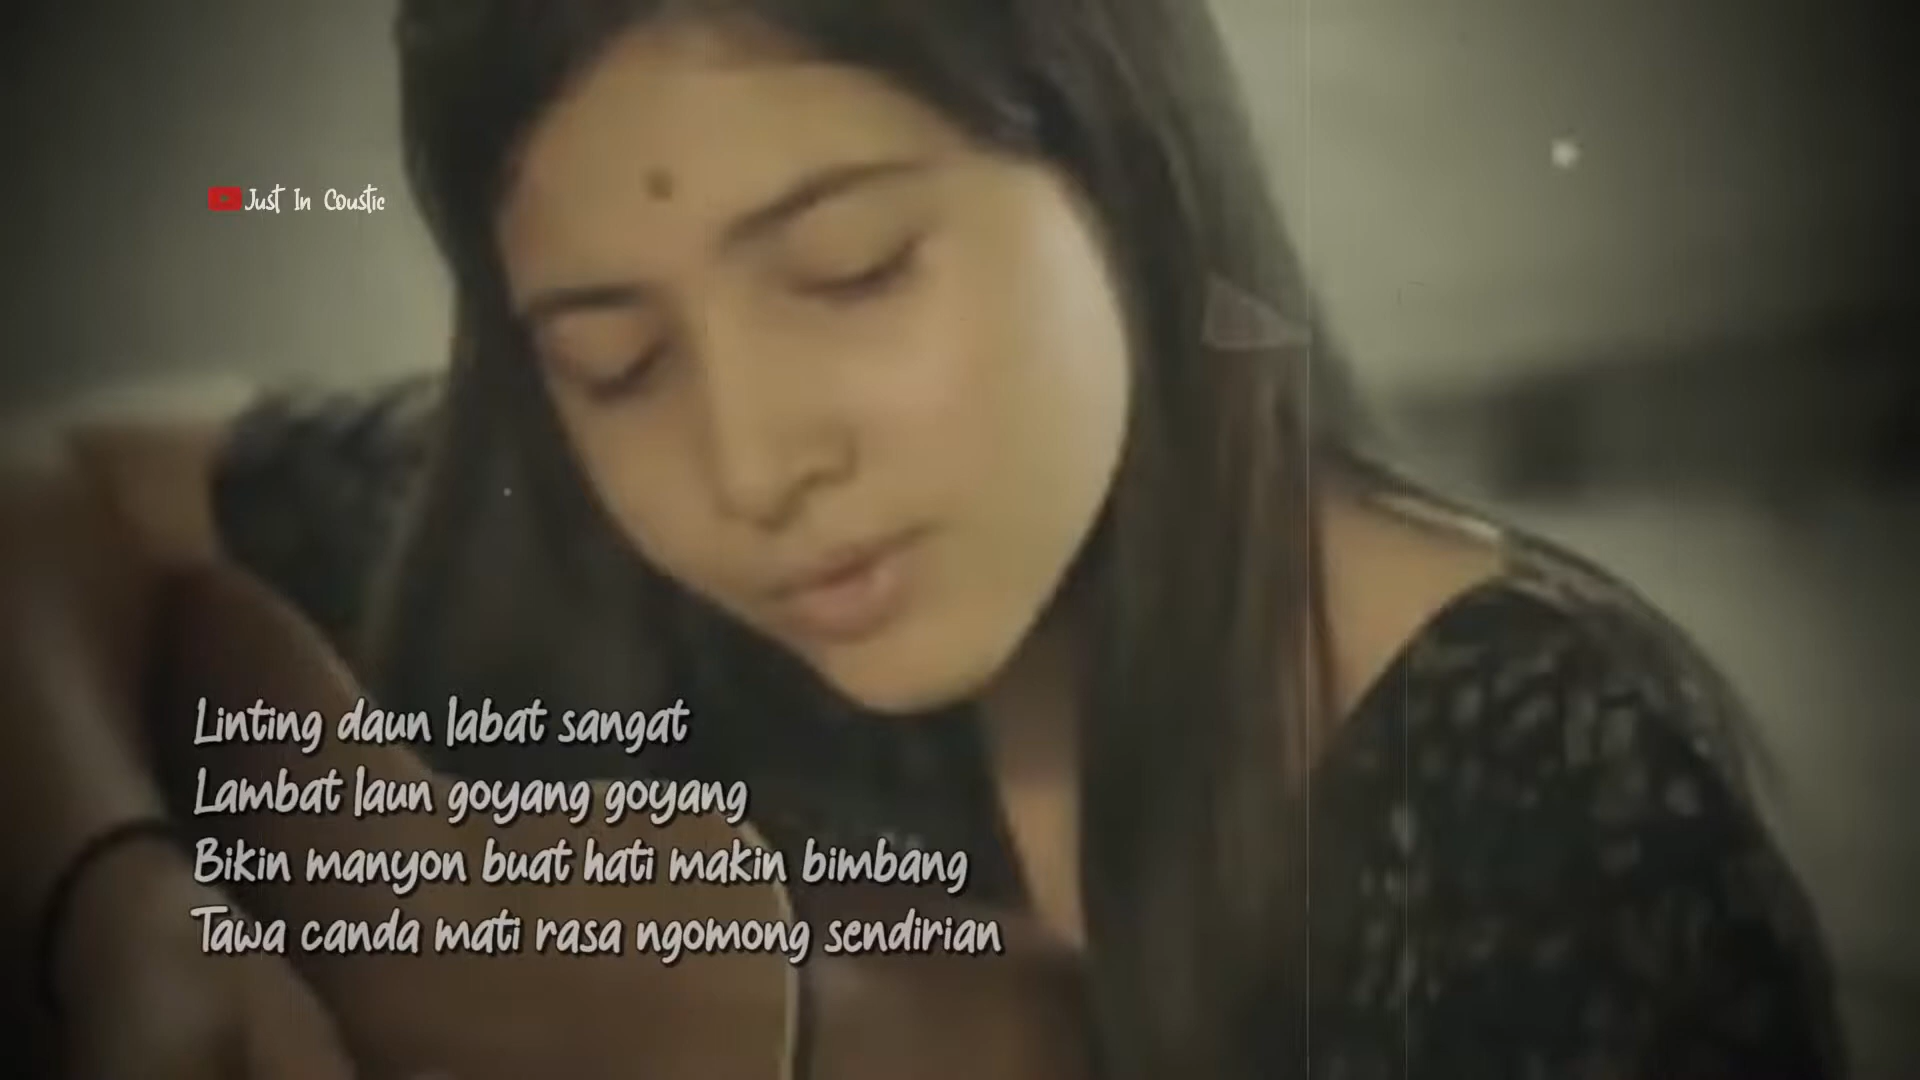 Just In Coustic
Linting daun labat sangat
Lambat laun goyang goyang
Bikin manyon buat hati makin bimbang
Tawa canda mati rasa ngomong sendirian